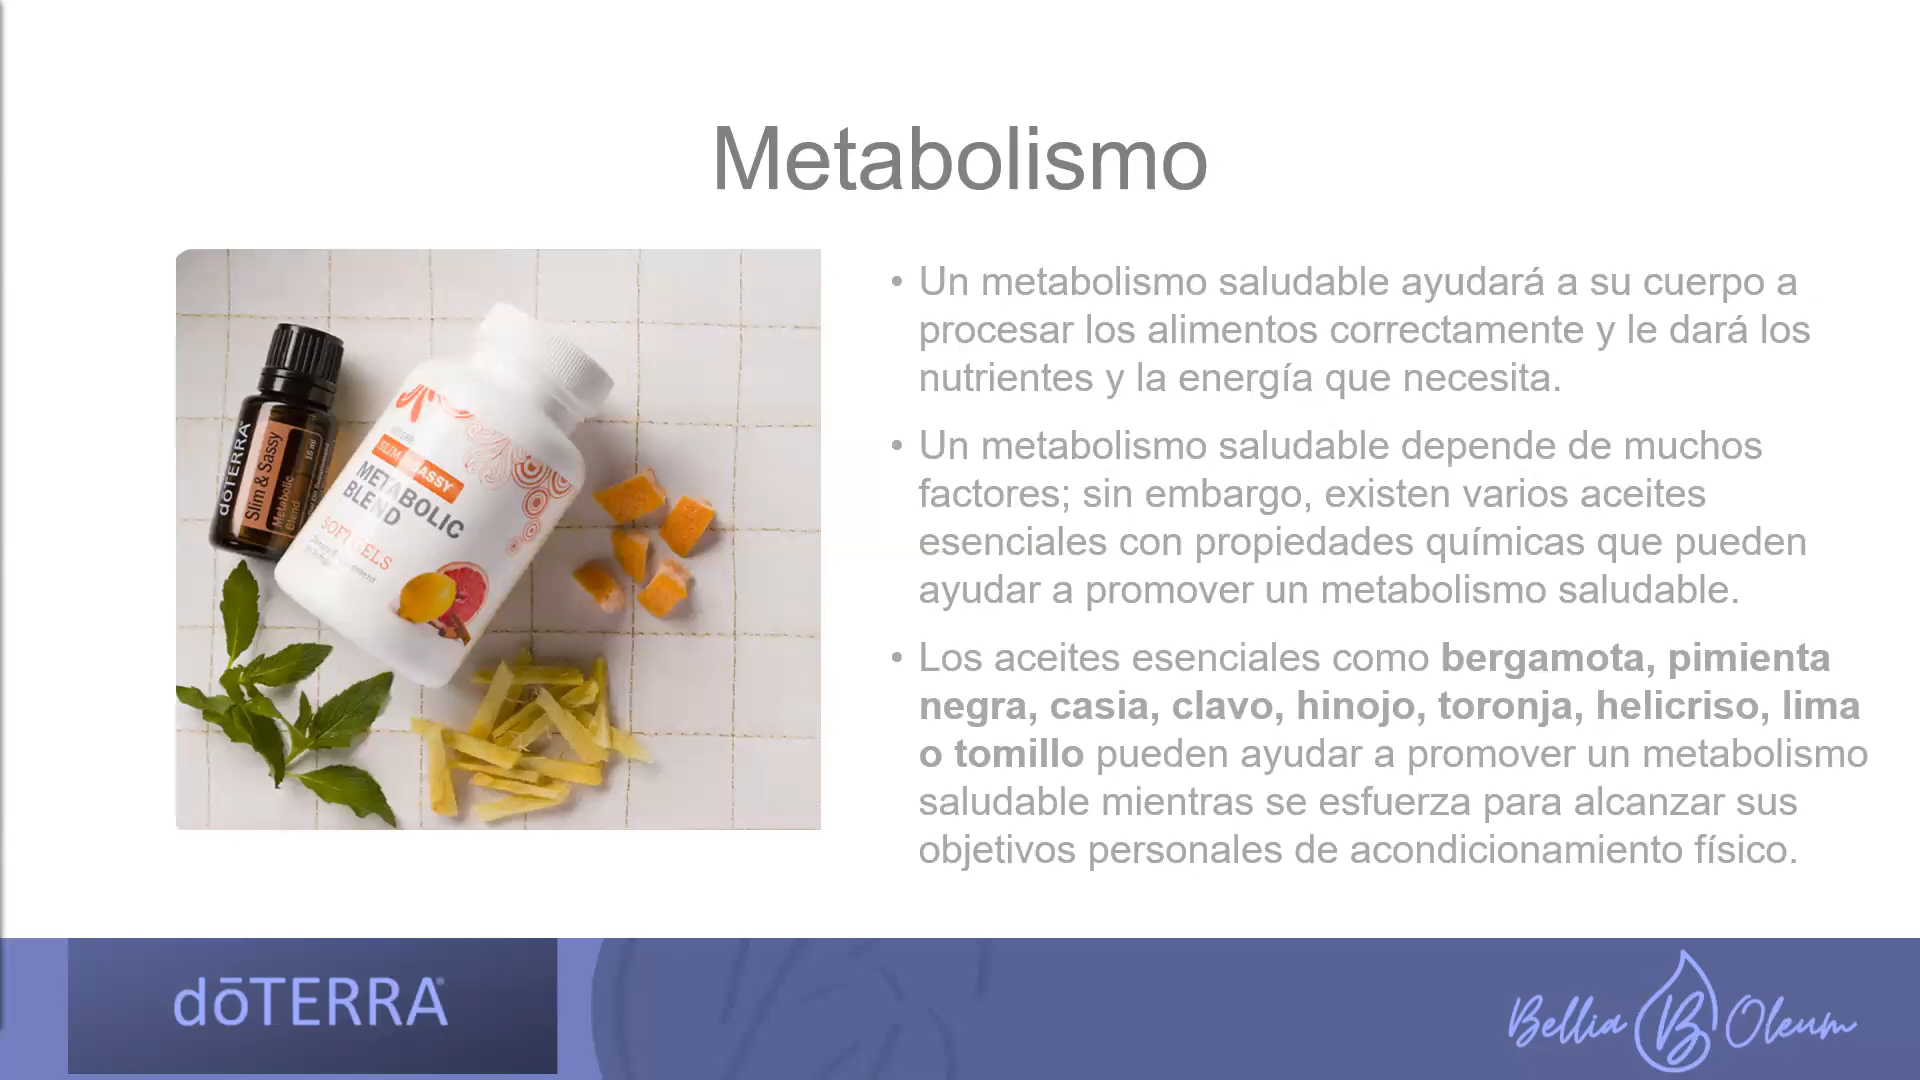 Metabolismo
• Un metabolismo saludable ayudará a su cuerpo a
procesar los alimentos correctamente y le dará los
nutrientes y la energía que necesita.
• Un metabolismo saludable depende de muchos
factores; sin embargo, existen varios aceites
esenciales con propiedades químicas que pueden
ayudar a promover un metabolismo saludable.
• Los aceites esenciales como bergamota, pimienta
negra, casia, clavo, hinojo, toronja, helicriso, lima
o tomillo pueden ayudar a promover un metabolismo
saludable mientras se esfuerza para alcanzar sus
objetivos personales de acondicionamiento físico.
dōTERRA
Slim & Sassy
Metabolic
Blend
15 ml
SLIM & SASSY
METABOLIC
BLEND
SOFTGELS
dōTERRA®
Bellia B Oleum